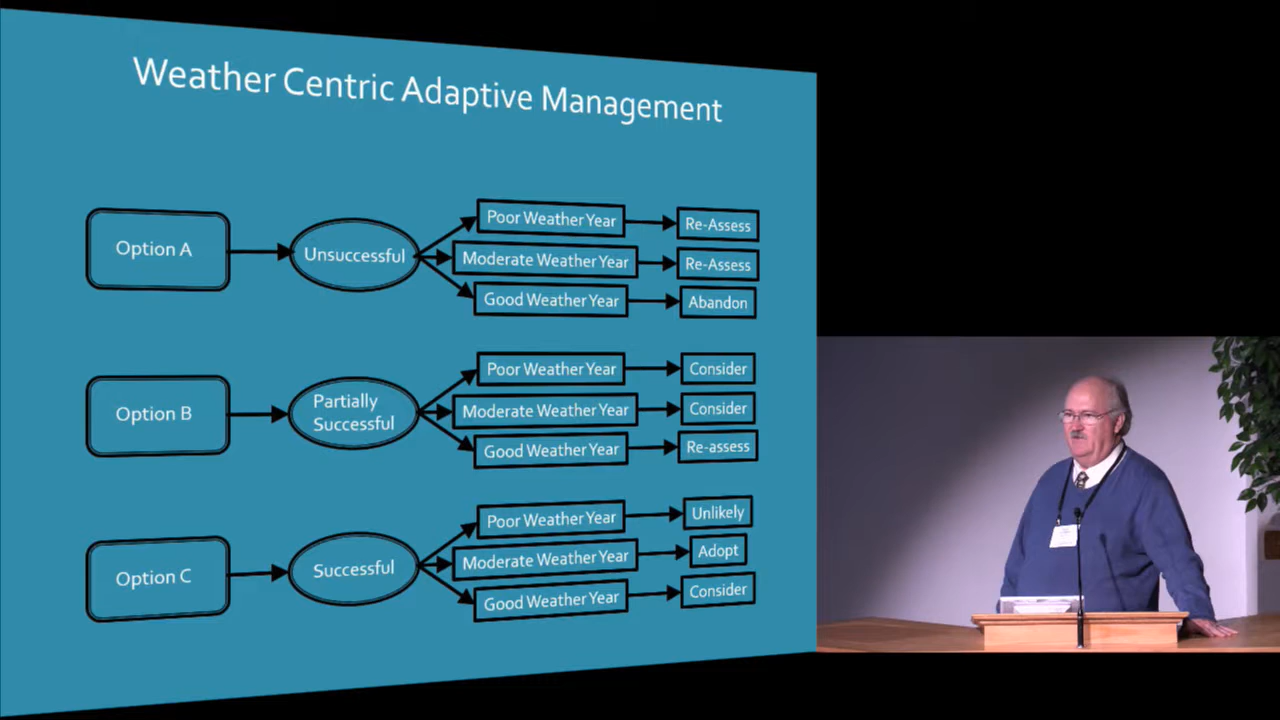 Weather Centric Adaptive Management
Option A
Unsuccessful
Poor Weather Year
Re-Assess
Moderate Weather Year
Re-Assess
Good Weather Year
Abandon
Option B
Partially
Successful
Poor Weather Year
Consider
Moderate Weather Year
Consider
Good Weather Year
Re-assess
Option C
Successful
Poor Weather Year
Unlikely
Moderate Weather Year
Adopt
Good Weather Year
Consider